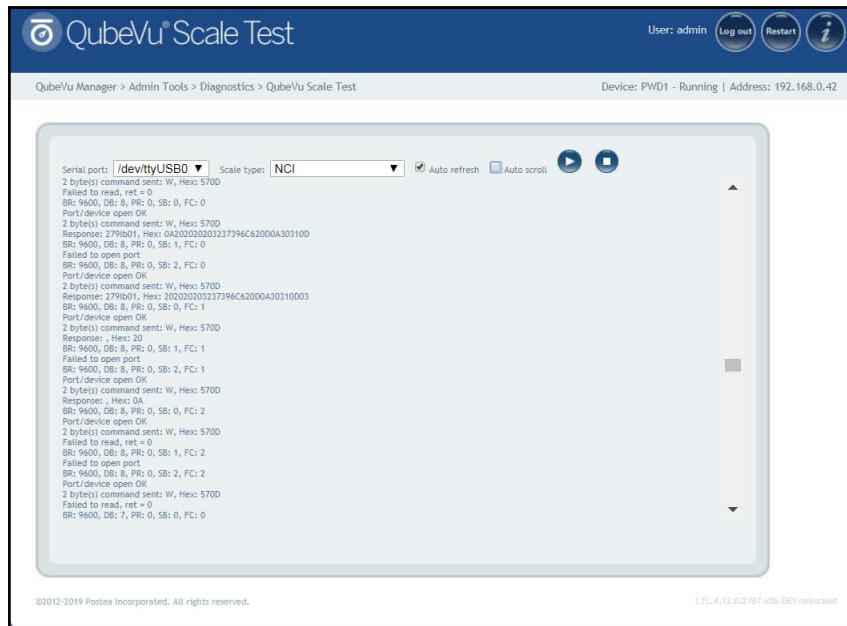 QubeVu® Scale Test
User: admin
Log out
Restart
i
QubeVu Manager > Admin Tools > Diagnostics > QubeVu Scale Test
Device: PWD1 - Running | Address: 192.168.0.42
Serial port: /dev/ttyUSB0 ▼ Scale type: NCI ▼ Auto refresh Auto scroll
2 byte(s) command sent: W, Hex: 570D
Failed to read, ret = 0
BR: 9600, DB: 8, PR: 0, SB: 0, FC: 0
Port/device open OK
2 byte(s) command sent: W, Hex: 570D
Response: 279lb01, Hex: 0A202020203237396C620D0A30310D
BR: 9600, DB: 8, PR: 0, SB: 1, FC: 0
Failed to open port
BR: 9600, DB: 8, PR: 0, SB: 2, FC: 0
Port/device open OK
2 byte(s) command sent: W, Hex: 570D
Response: 279lb01, Hex: 202020203237396C620D0A30310D03
BR: 9600, DB: 8, PR: 0, SB: 0, FC: 1
Port/device open OK
2 byte(s) command sent: W, Hex: 570D
Response: , Hex: 20
BR: 9600, DB: 8, PR: 0, SB: 1, FC: 1
Failed to open port
BR: 9600, DB: 8, PR: 0, SB: 2, FC: 1
Port/device open OK
2 byte(s) command sent: W, Hex: 570D
Response: , Hex: 0A
BR: 9600, DB: 8, PR: 0, SB: 0, FC: 2
Port/device open OK
2 byte(s) command sent: W, Hex: 570D
Failed to read, ret = 0
BR: 9600, DB: 8, PR: 0, SB: 1, FC: 2
Failed to open port
BR: 9600, DB: 8, PR: 0, SB: 2, FC: 2
Port/device open OK
2 byte(s) command sent: W, Hex: 570D
Failed to read, ret = 0
BR: 9600, DB: 7, PR: 0, SB: 0, FC: 0
©2012-2019 Postea Incorporated. All rights reserved.
LTL:4.12.0.2767-x86-DEV-unlocked